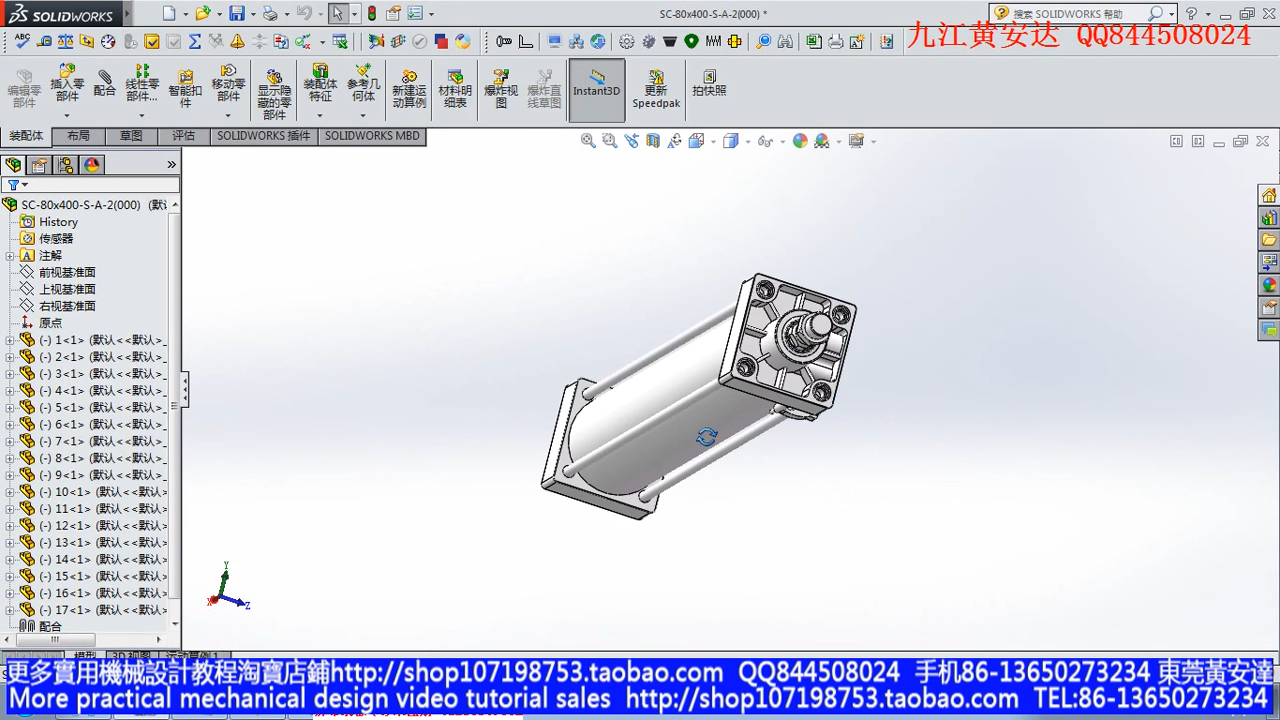 SOLIDWORKS
SC-80x400-S-A-2(000) *
搜索 SOLIDWORKS 帮助
九江黄安达 QQ844508024
编辑零部件
插入零部件
配合
线性零部件...
智能扣件
移动零部件
显示隐藏的零部件
装配体特征
参考几何体
新建运动算例
材料明细表
爆炸视图
爆炸直线草图
Instant3D
更新 Speedpak
拍快照
装配体 布局 草图 评估 SOLIDWORKS 插件 SOLIDWORKS MBD
SC-80x400-S-A-2(000) (默认
History
传感器
注解
前视基准面
上视基准面
右视基准面
原点
(-) 1<1> (默认<<默认>_
(-) 2<1> (默认<<默认>_
(-) 3<1> (默认<<默认>_
(-) 4<1> (默认<<默认>_
(-) 5<1> (默认<<默认>_
(-) 6<1> (默认<<默认>_
(-) 7<1> (默认<<默认>_
(-) 8<1> (默认<<默认>_
(-) 9<1> (默认<<默认>_
(-) 10<1> (默认<<默认>
(-) 11<1> (默认<<默认>
(-) 12<1> (默认<<默认>
(-) 13<1> (默认<<默认>
(-) 14<1> (默认<<默认>
(-) 15<1> (默认<<默认>
(-) 16<1> (默认<<默认>
(-) 17<1> (默认<<默认>
配合
Y
X
Z
模型 3D 视图 运动算例 1
更多實用機械設計教程淘寶店鋪http://shop107198753.taobao.com QQ844508024 手机86-13650273234 東莞黃安達
More practical mechanical design video tutorial sales http://shop107198753.taobao.com TEL:86-13650273234